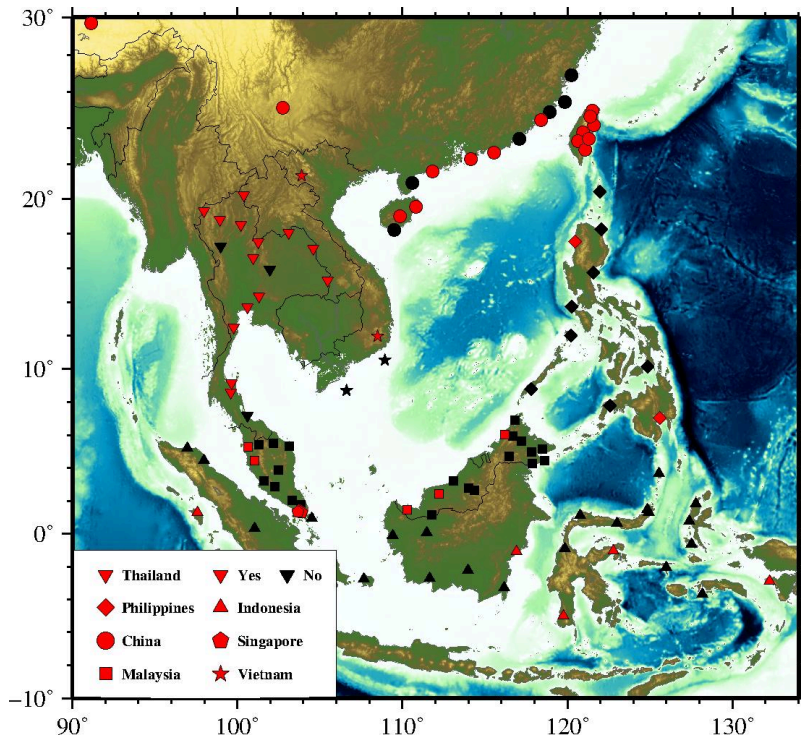 30°
20°
10°
0°
−10°
Thailand Yes No
Philippines Indonesia
China Singapore
Malaysia Vietnam
90° 100° 110° 120° 130°